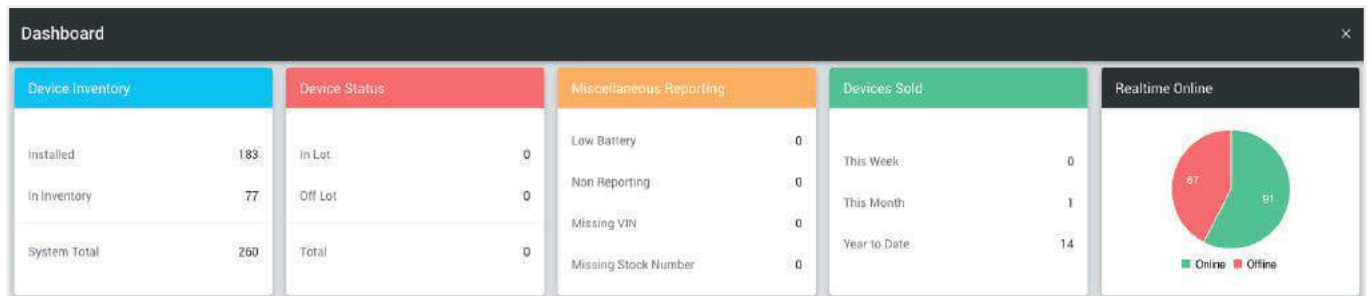 Dashboard ×
Device Inventory
Installed 183
In Inventory 77
System Total 260
Device Status
In Lot 0
Off Lot 0
Total 0
Miscellaneous Reporting
Low Battery 0
Non Reporting 0
Missing VIN 0
Missing Stock Number 0
Devices Sold
This Week 0
This Month 1
Year to Date 14
Realtime Online
67
91
Online Offline